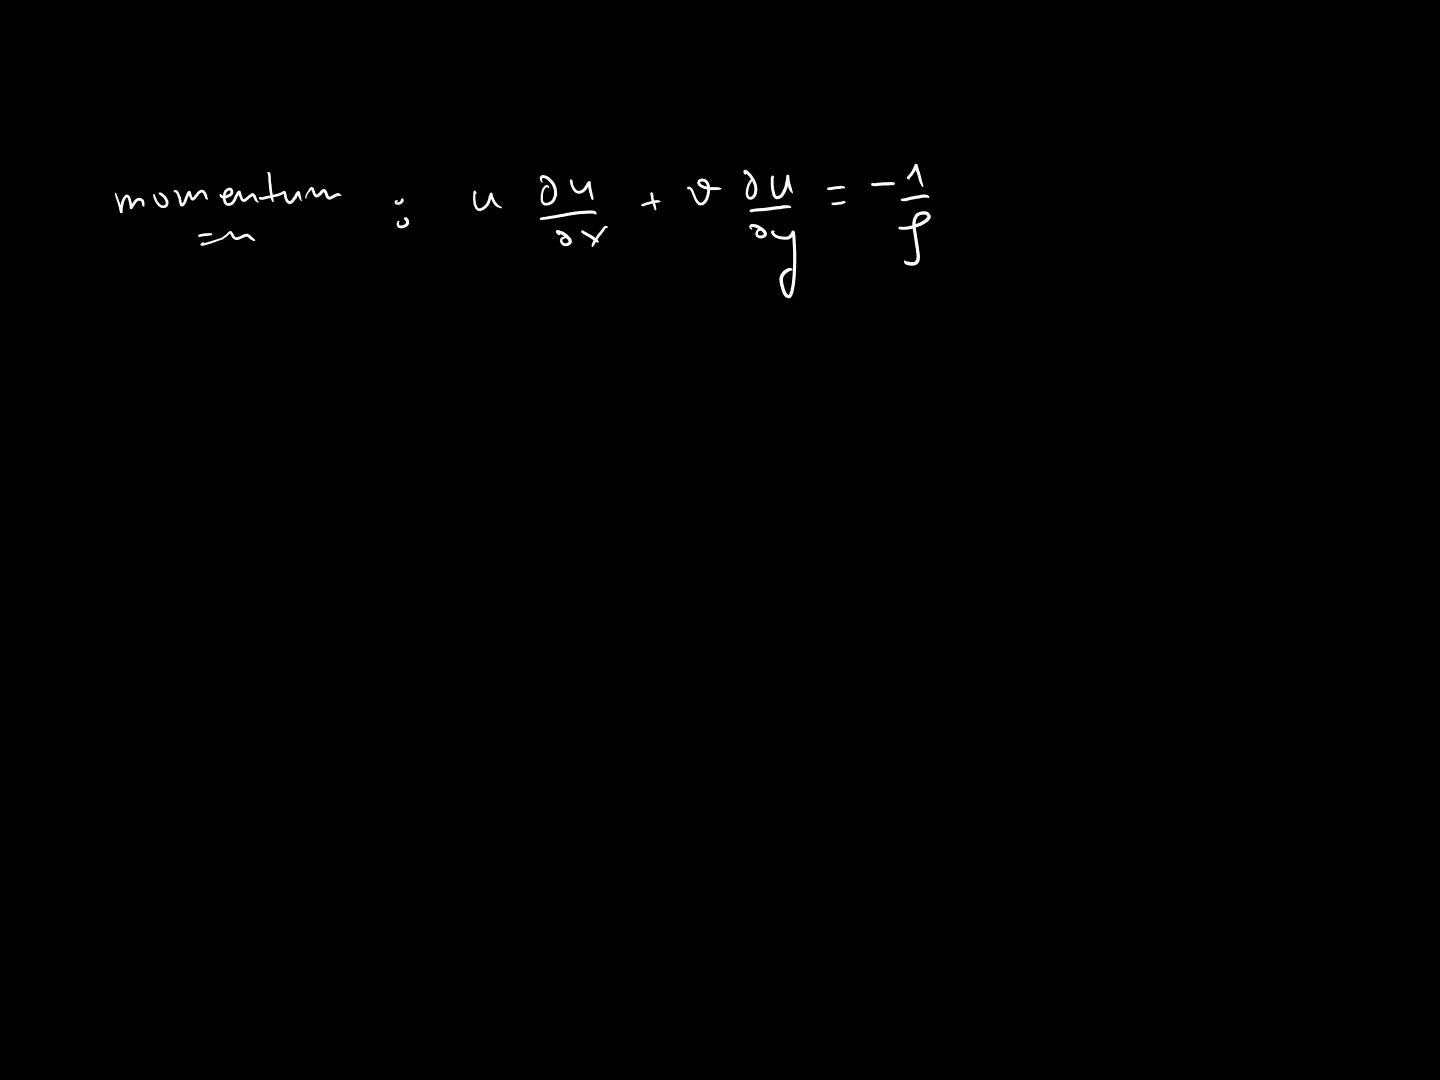 momentum : u ∂u/∂x + v ∂u/∂y = - 1/ρ